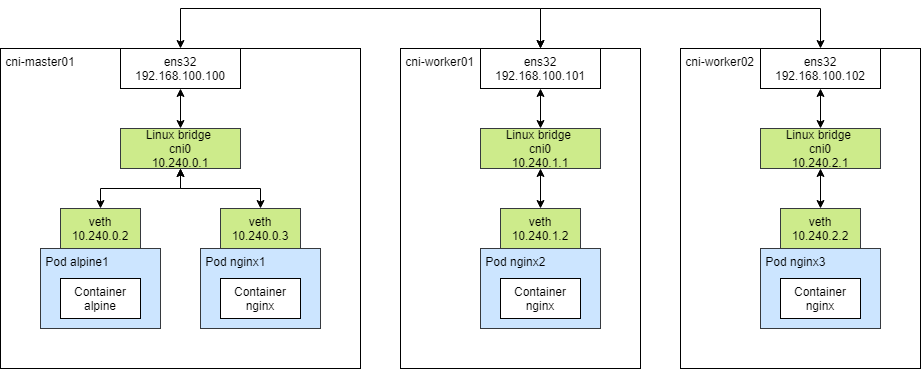 cni-master01
ens32
192.168.100.100
Linux bridge
cni0
10.240.0.1
veth
10.240.0.2
veth
10.240.0.3
Pod alpine1
Container
alpine
Pod nginx1
Container
nginx
cni-worker01
ens32
192.168.100.101
Linux bridge
cni0
10.240.1.1
veth
10.240.1.2
Pod nginx2
Container
nginx
cni-worker02
ens32
192.168.100.102
Linux bridge
cni0
10.240.2.1
veth
10.240.2.2
Pod nginx3
Container
nginx